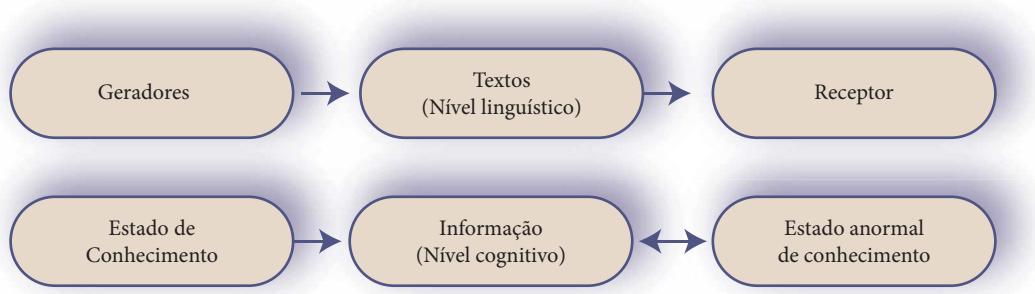 Geradores
Textos
(Nível linguístico)
Receptor
Estado de
Conhecimento
Informação
(Nível cognitivo)
Estado anormal
de conhecimento